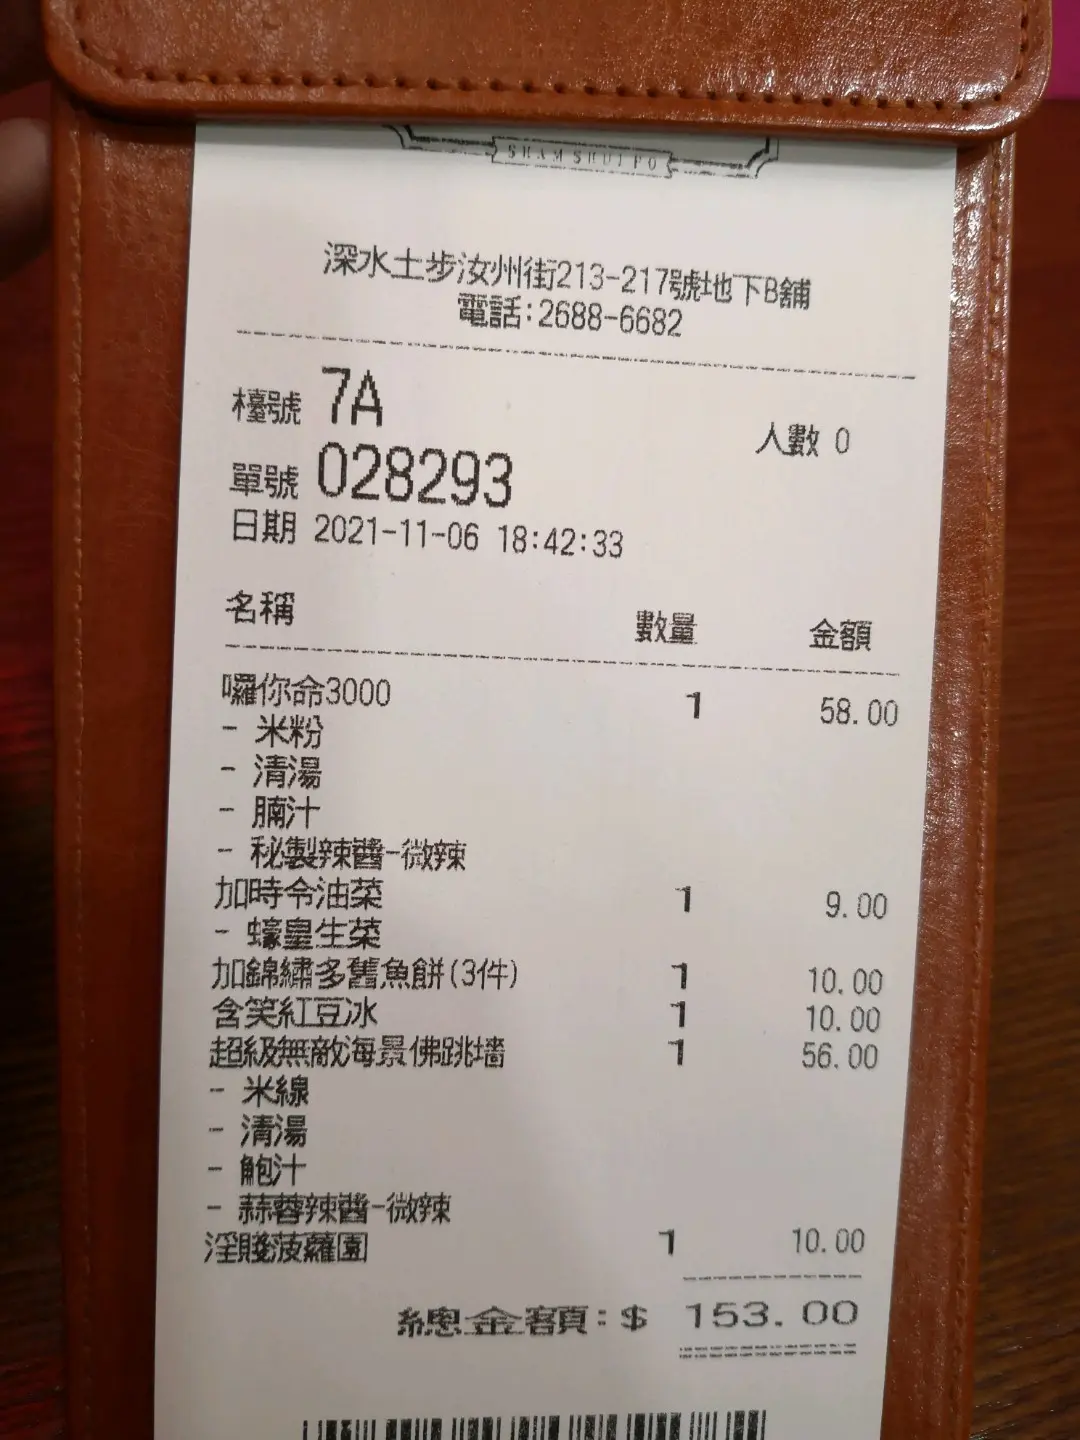 SHAM SHUI PO
深水土步汝州街213-217號地下B舖
電話:2688-6682
檯號 7A
人數 0
單號 028293
日期 2021-11-06 18:42:33
名稱 數量 金額
囉你命3000 1 58.00
- 米粉
- 清湯
- 腩汁
- 秘製辣醬-微辣
加時令油菜 1 9.00
- 蠔皇生菜
加錦繡多舊魚餅(3件) 1 10.00
含笑紅豆冰 1 10.00
超級無敵海景佛跳墻 1 56.00
- 米線
- 清湯
- 鮑汁
- 蒜蓉辣醬-微辣
淫賤菠蘿園 1 10.00
總金額:$ 153.00